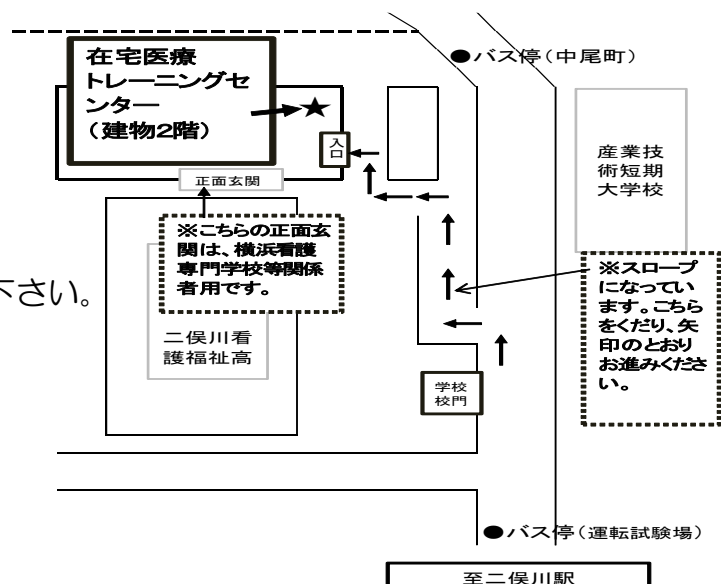 在宅医療
トレーニングセ
ンター
（建物2階）
●バス停（中尾町）
入口
正面玄関
産業技
術短期
大学校
※こちらの正面玄
関は、横浜看護
専門学校等関係
者用です。
※スロープ
になってい
ます。こちら
をくだり、矢
印のとおり
お進みくださ
い。
下さい。
二俣川看
護福祉高
学校
校門
●バス停（運転試験場）
至二俣川駅